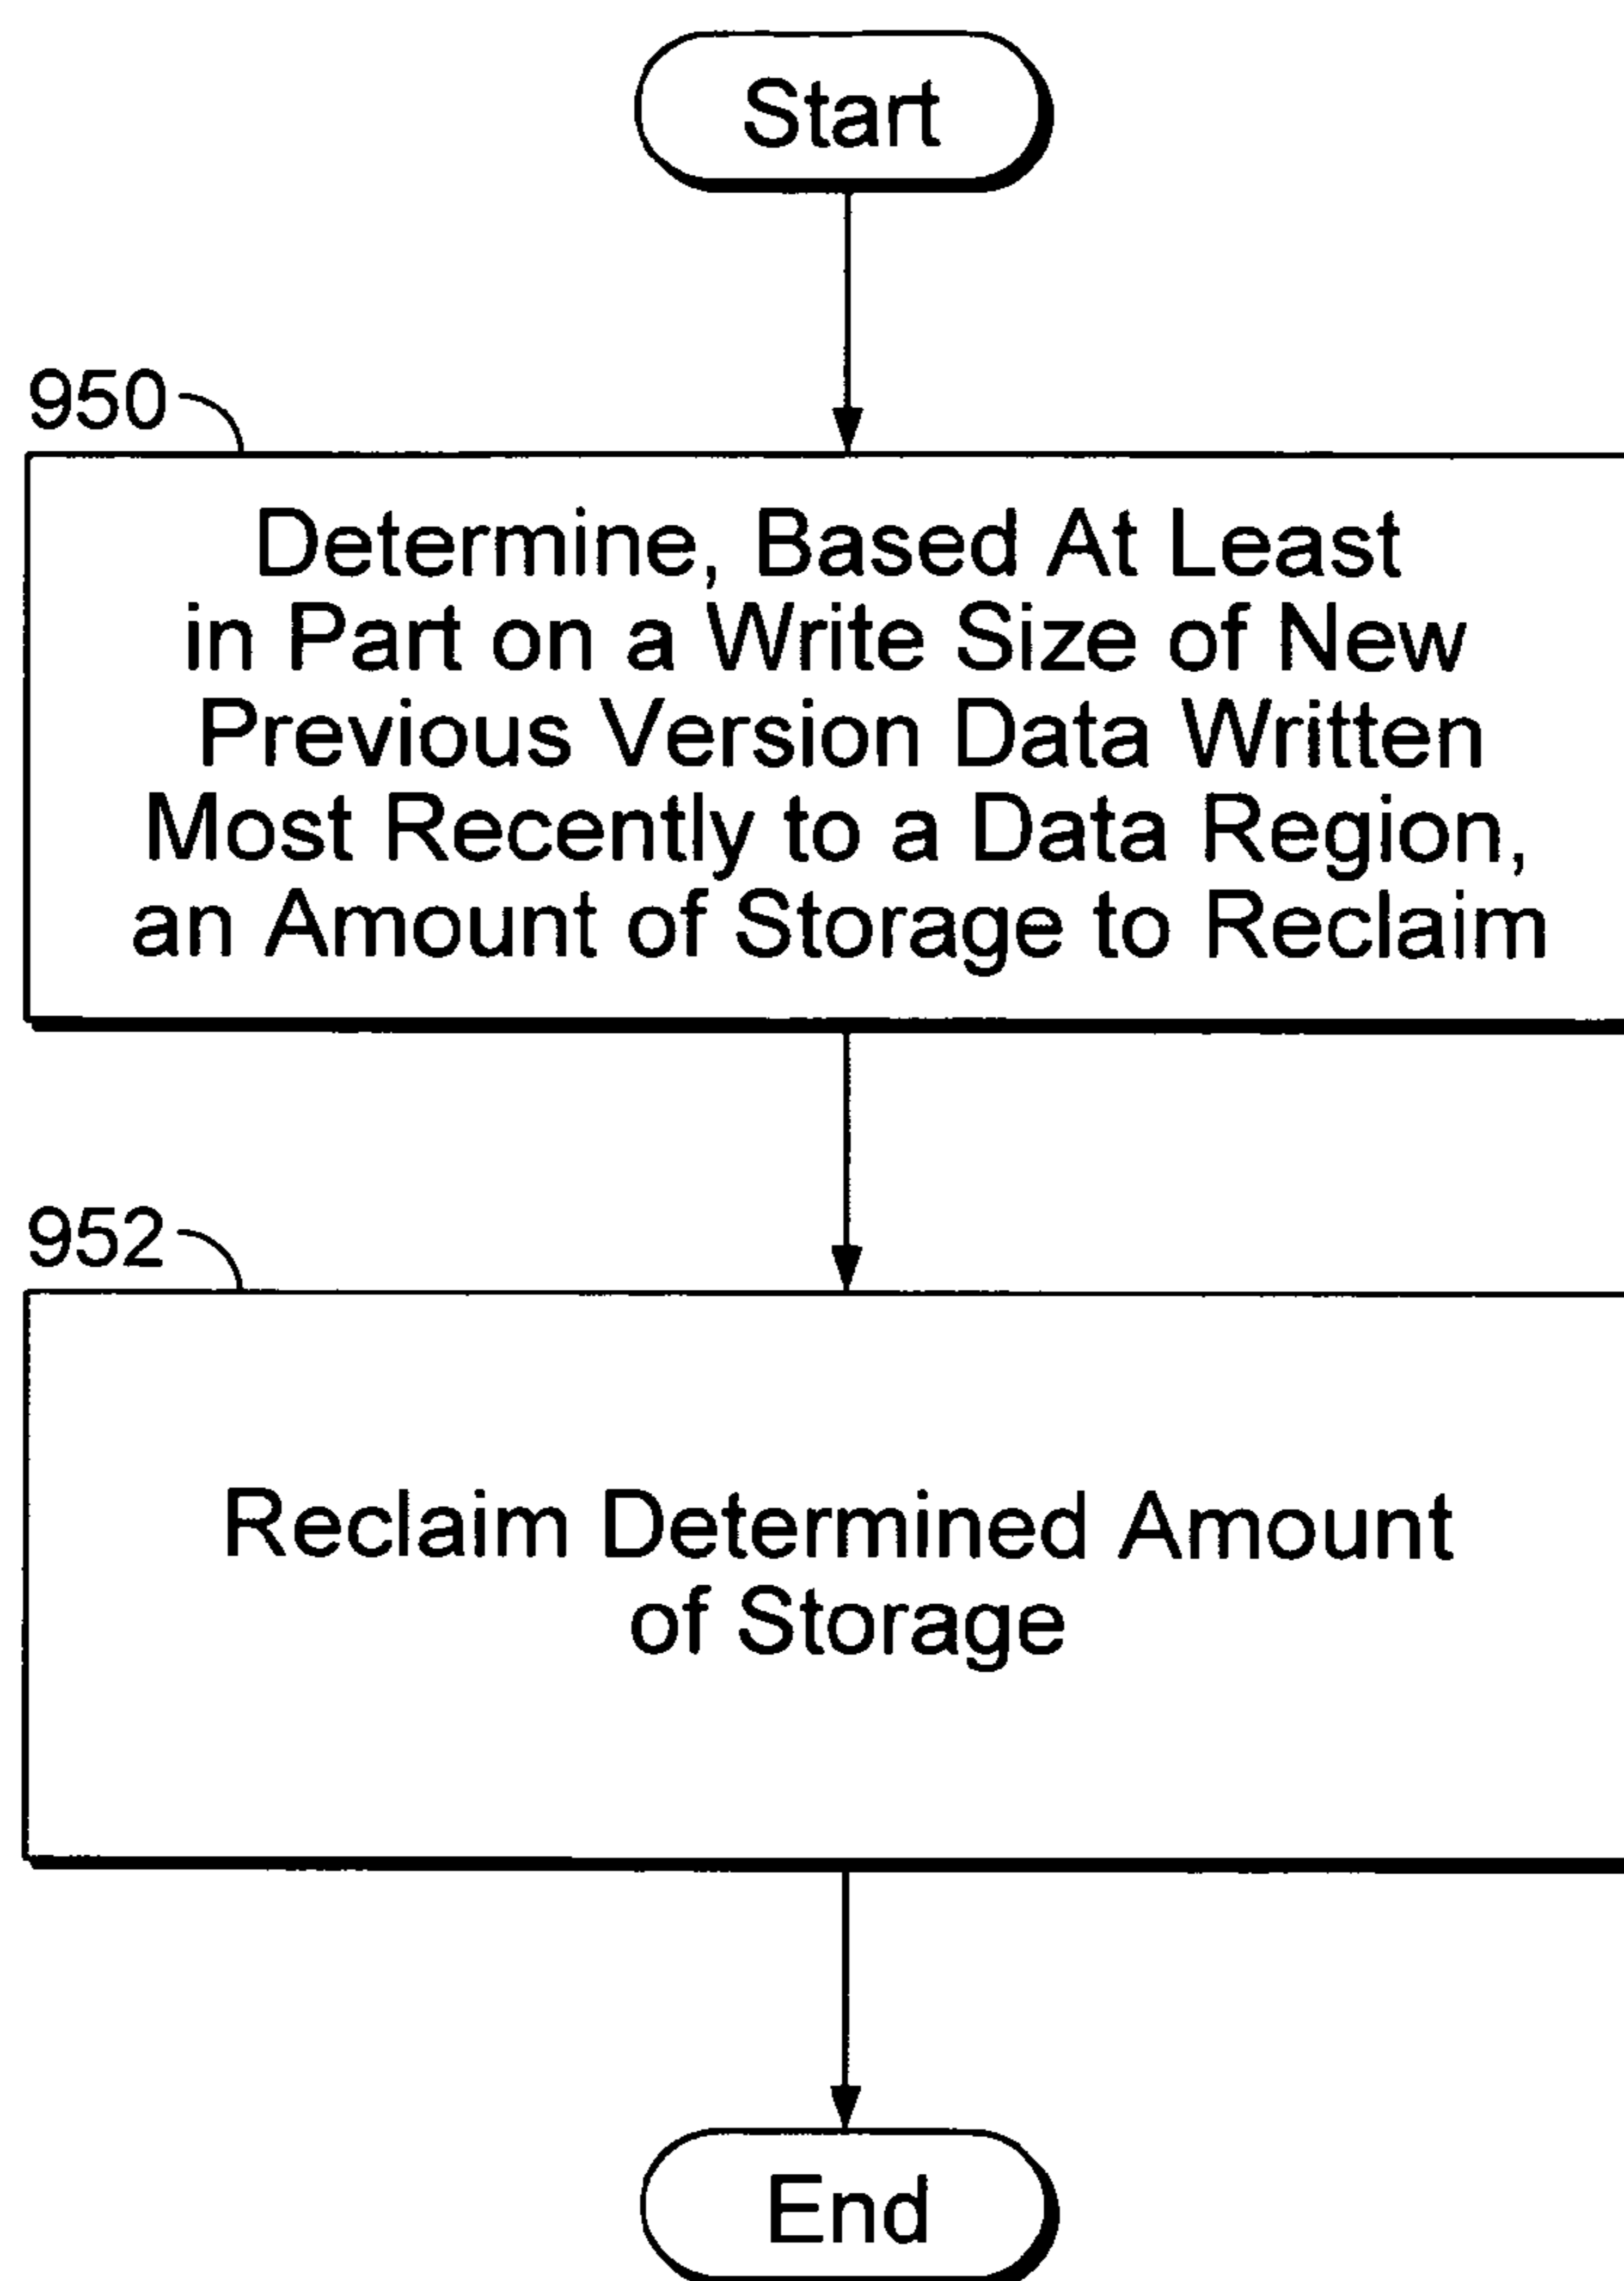 Start
950
Determine, Based At Least
in Part on a Write Size of New
Previous Version Data Written
Most Recently to a Data Region,
an Amount of Storage to Reclaim
952
Reclaim Determined Amount
of Storage
End